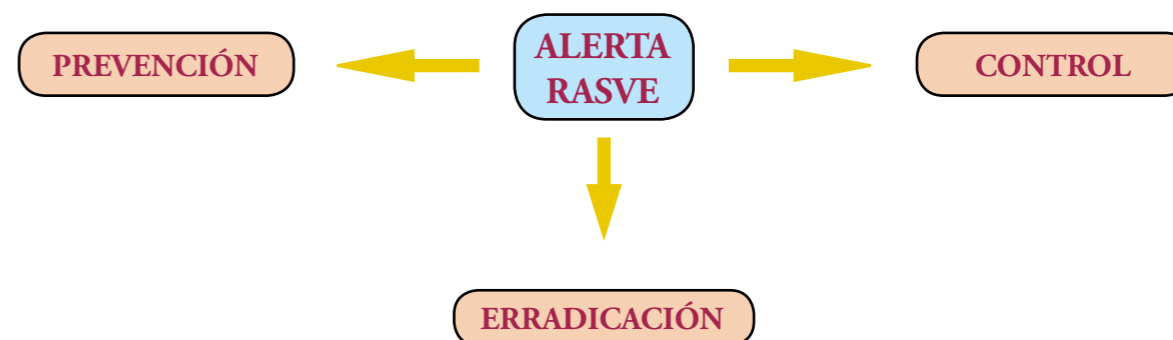 PREVENCIÓN
ALERTA
RASVE
CONTROL
ERRADICACIÓN